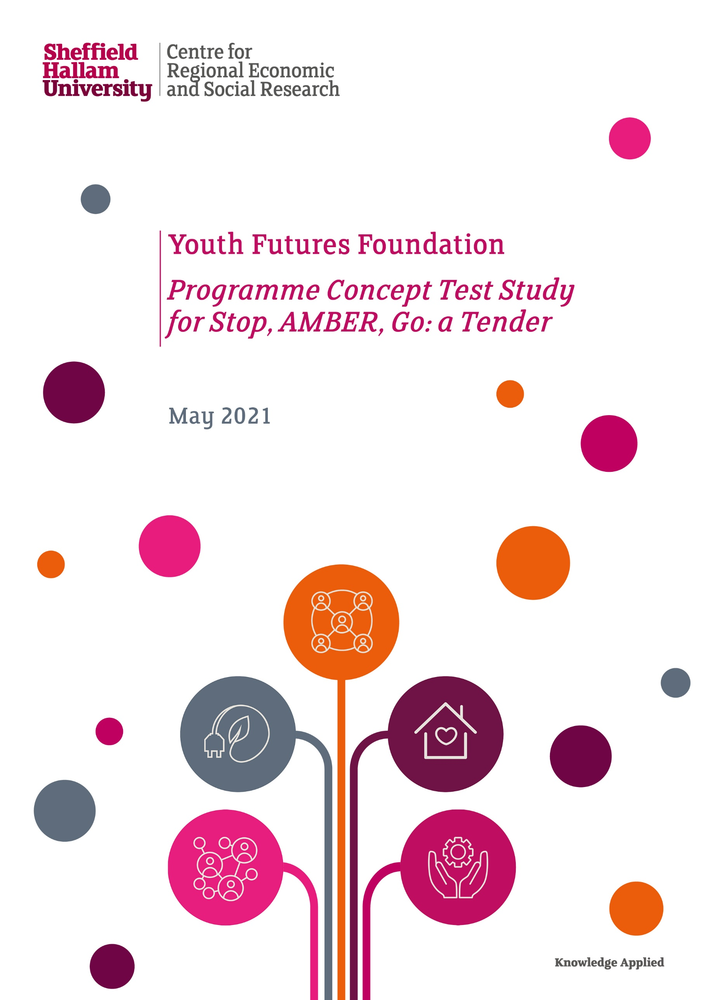 Sheffield
Hallam
University
Centre for
Regional Economic
and Social Research
Youth Futures Foundation
Programme Concept Test Study
for Stop, AMBER, Go: a Tender
May 2021
Knowledge Applied